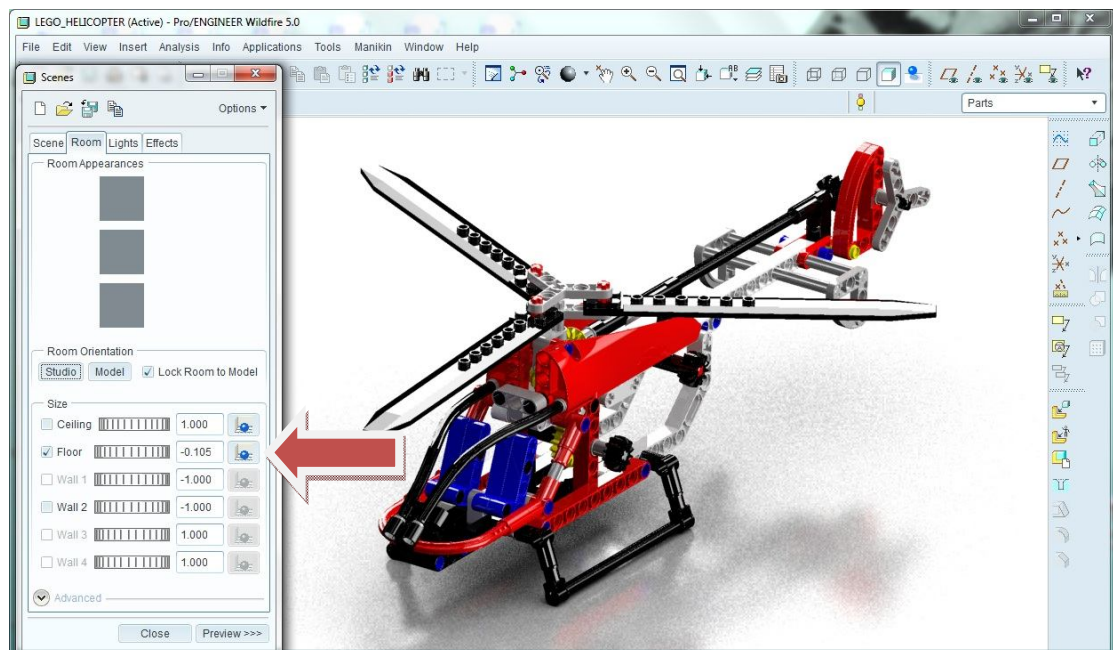 LEGO_HELICOPTER (Active) - Pro/ENGINEER Wildfire 5.0
File Edit View Insert Analysis Info Applications Tools Manikin Window Help
Scenes
Options
Parts
Scene Room Lights Effects
Room Appearances
Room Orientation
Studio Model Lock Room to Model
Size
Ceiling 1.000
Floor -0.105
Wall 1 -1.000
Wall 2 -1.000
Wall 3 1.000
Wall 4 1.000
Advanced
Close Preview >>>